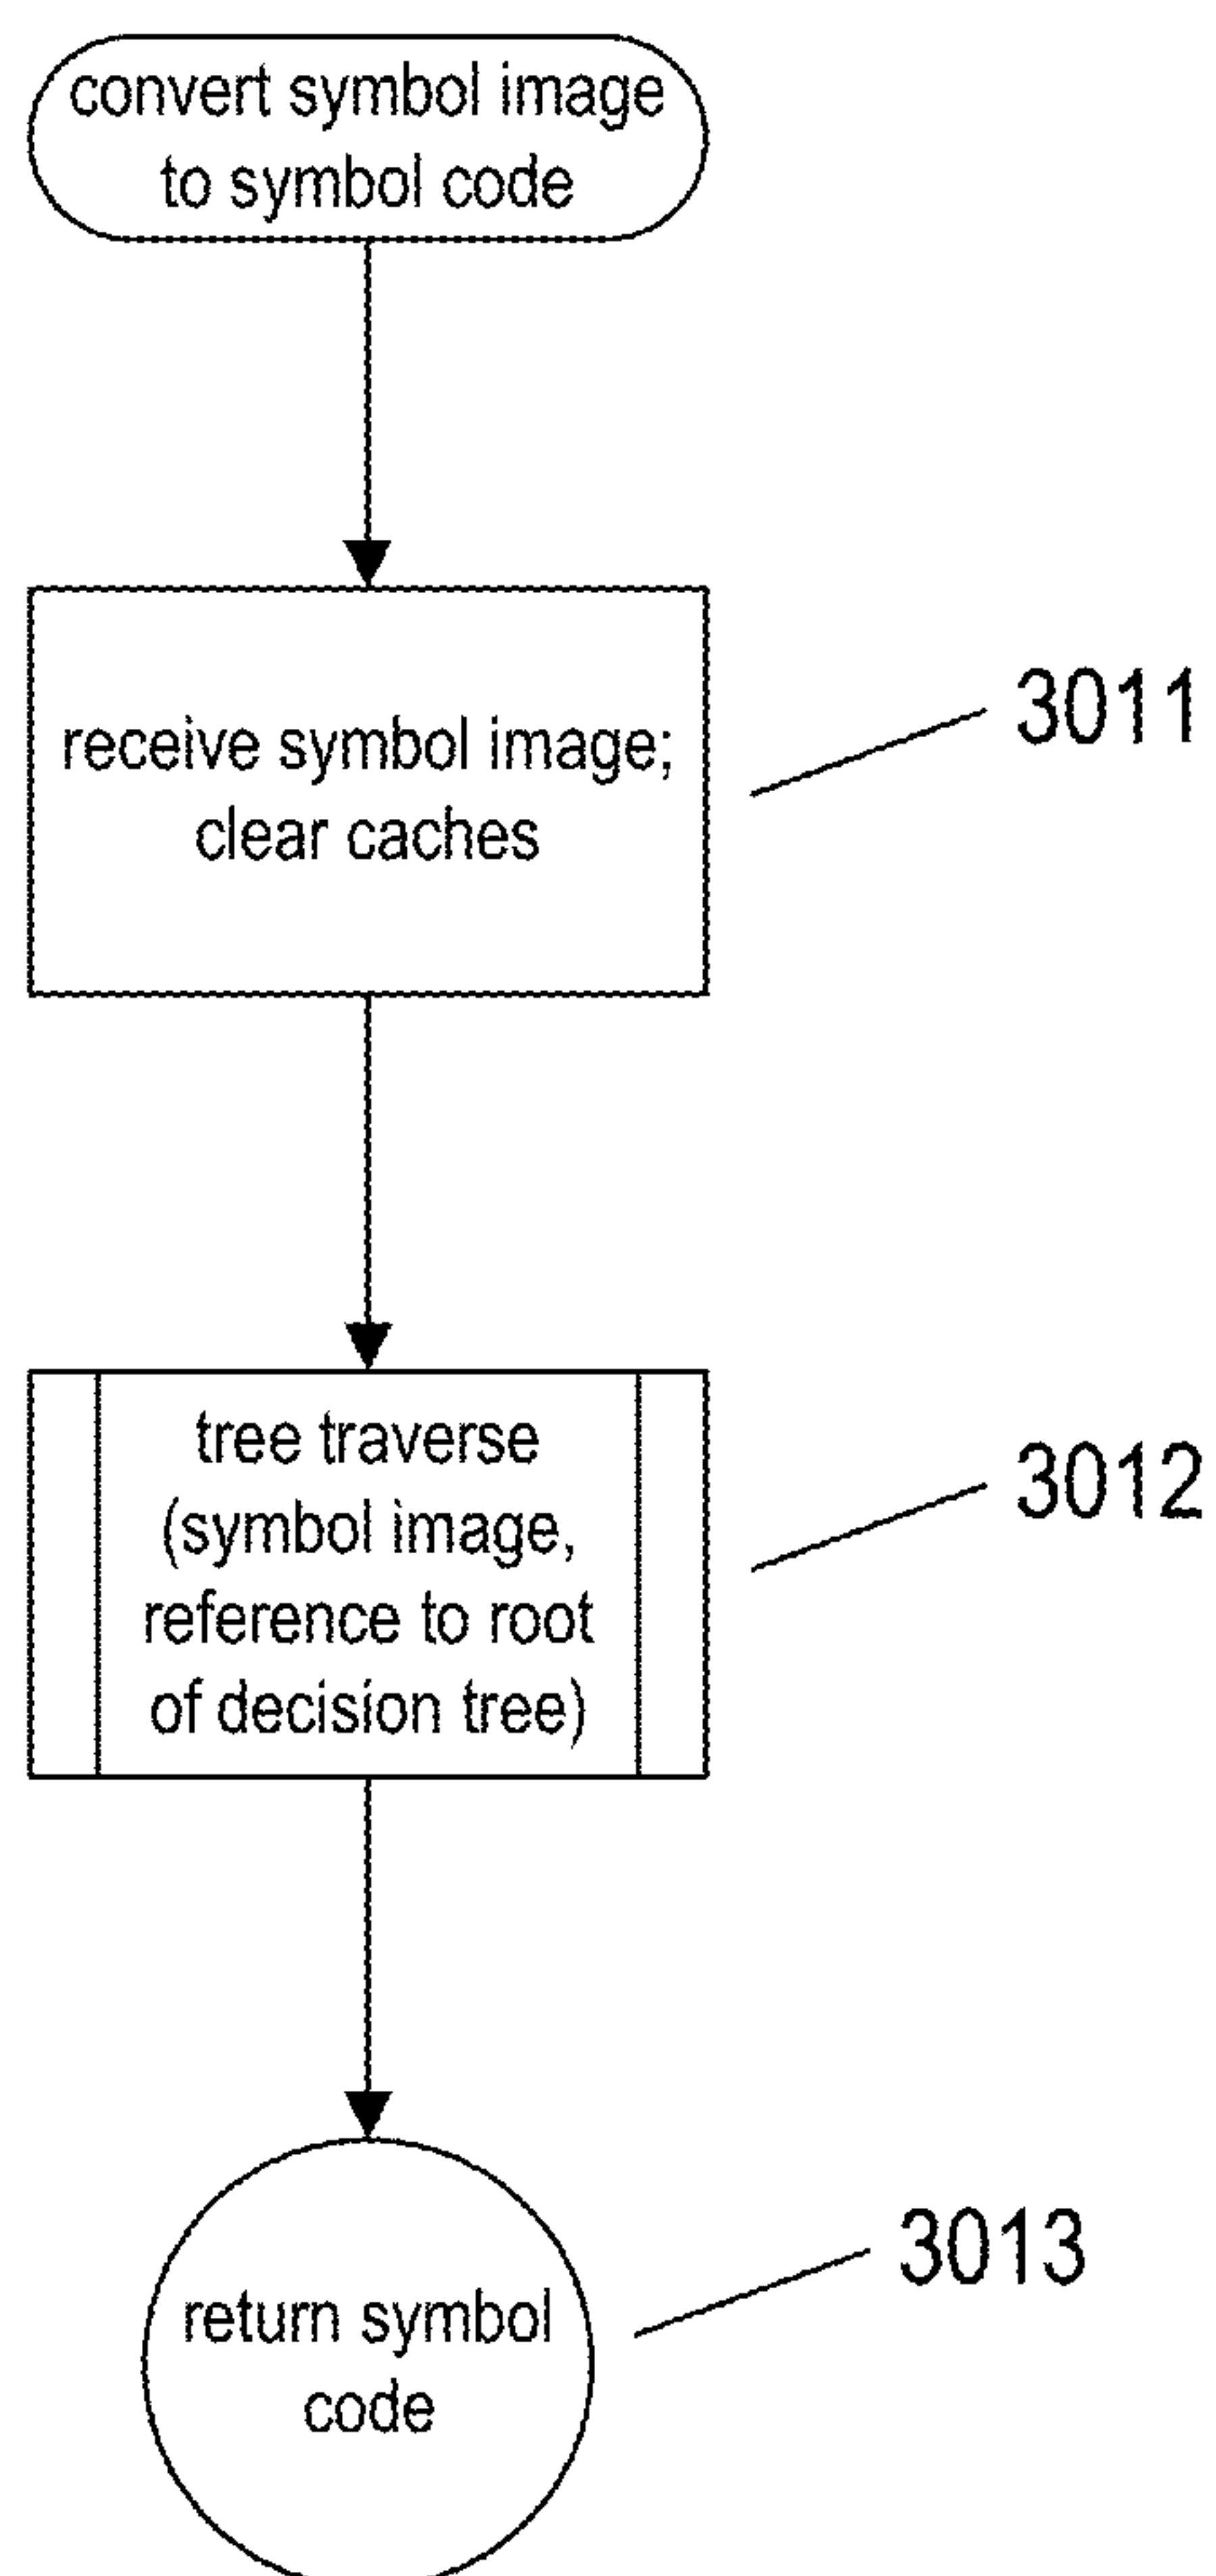 convert symbol image
to symbol code
receive symbol image;
clear caches
3011
tree traverse
(symbol image,
reference to root
of decision tree)
3012
return symbol
code
3013